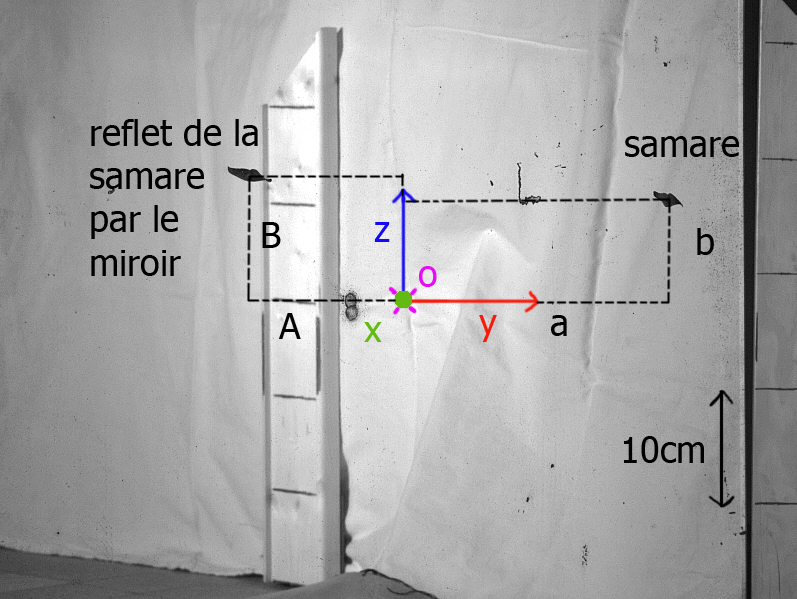 reflet de la
samare
par le
miroir
samare
B
z
b
o
A
x
y
a
10cm